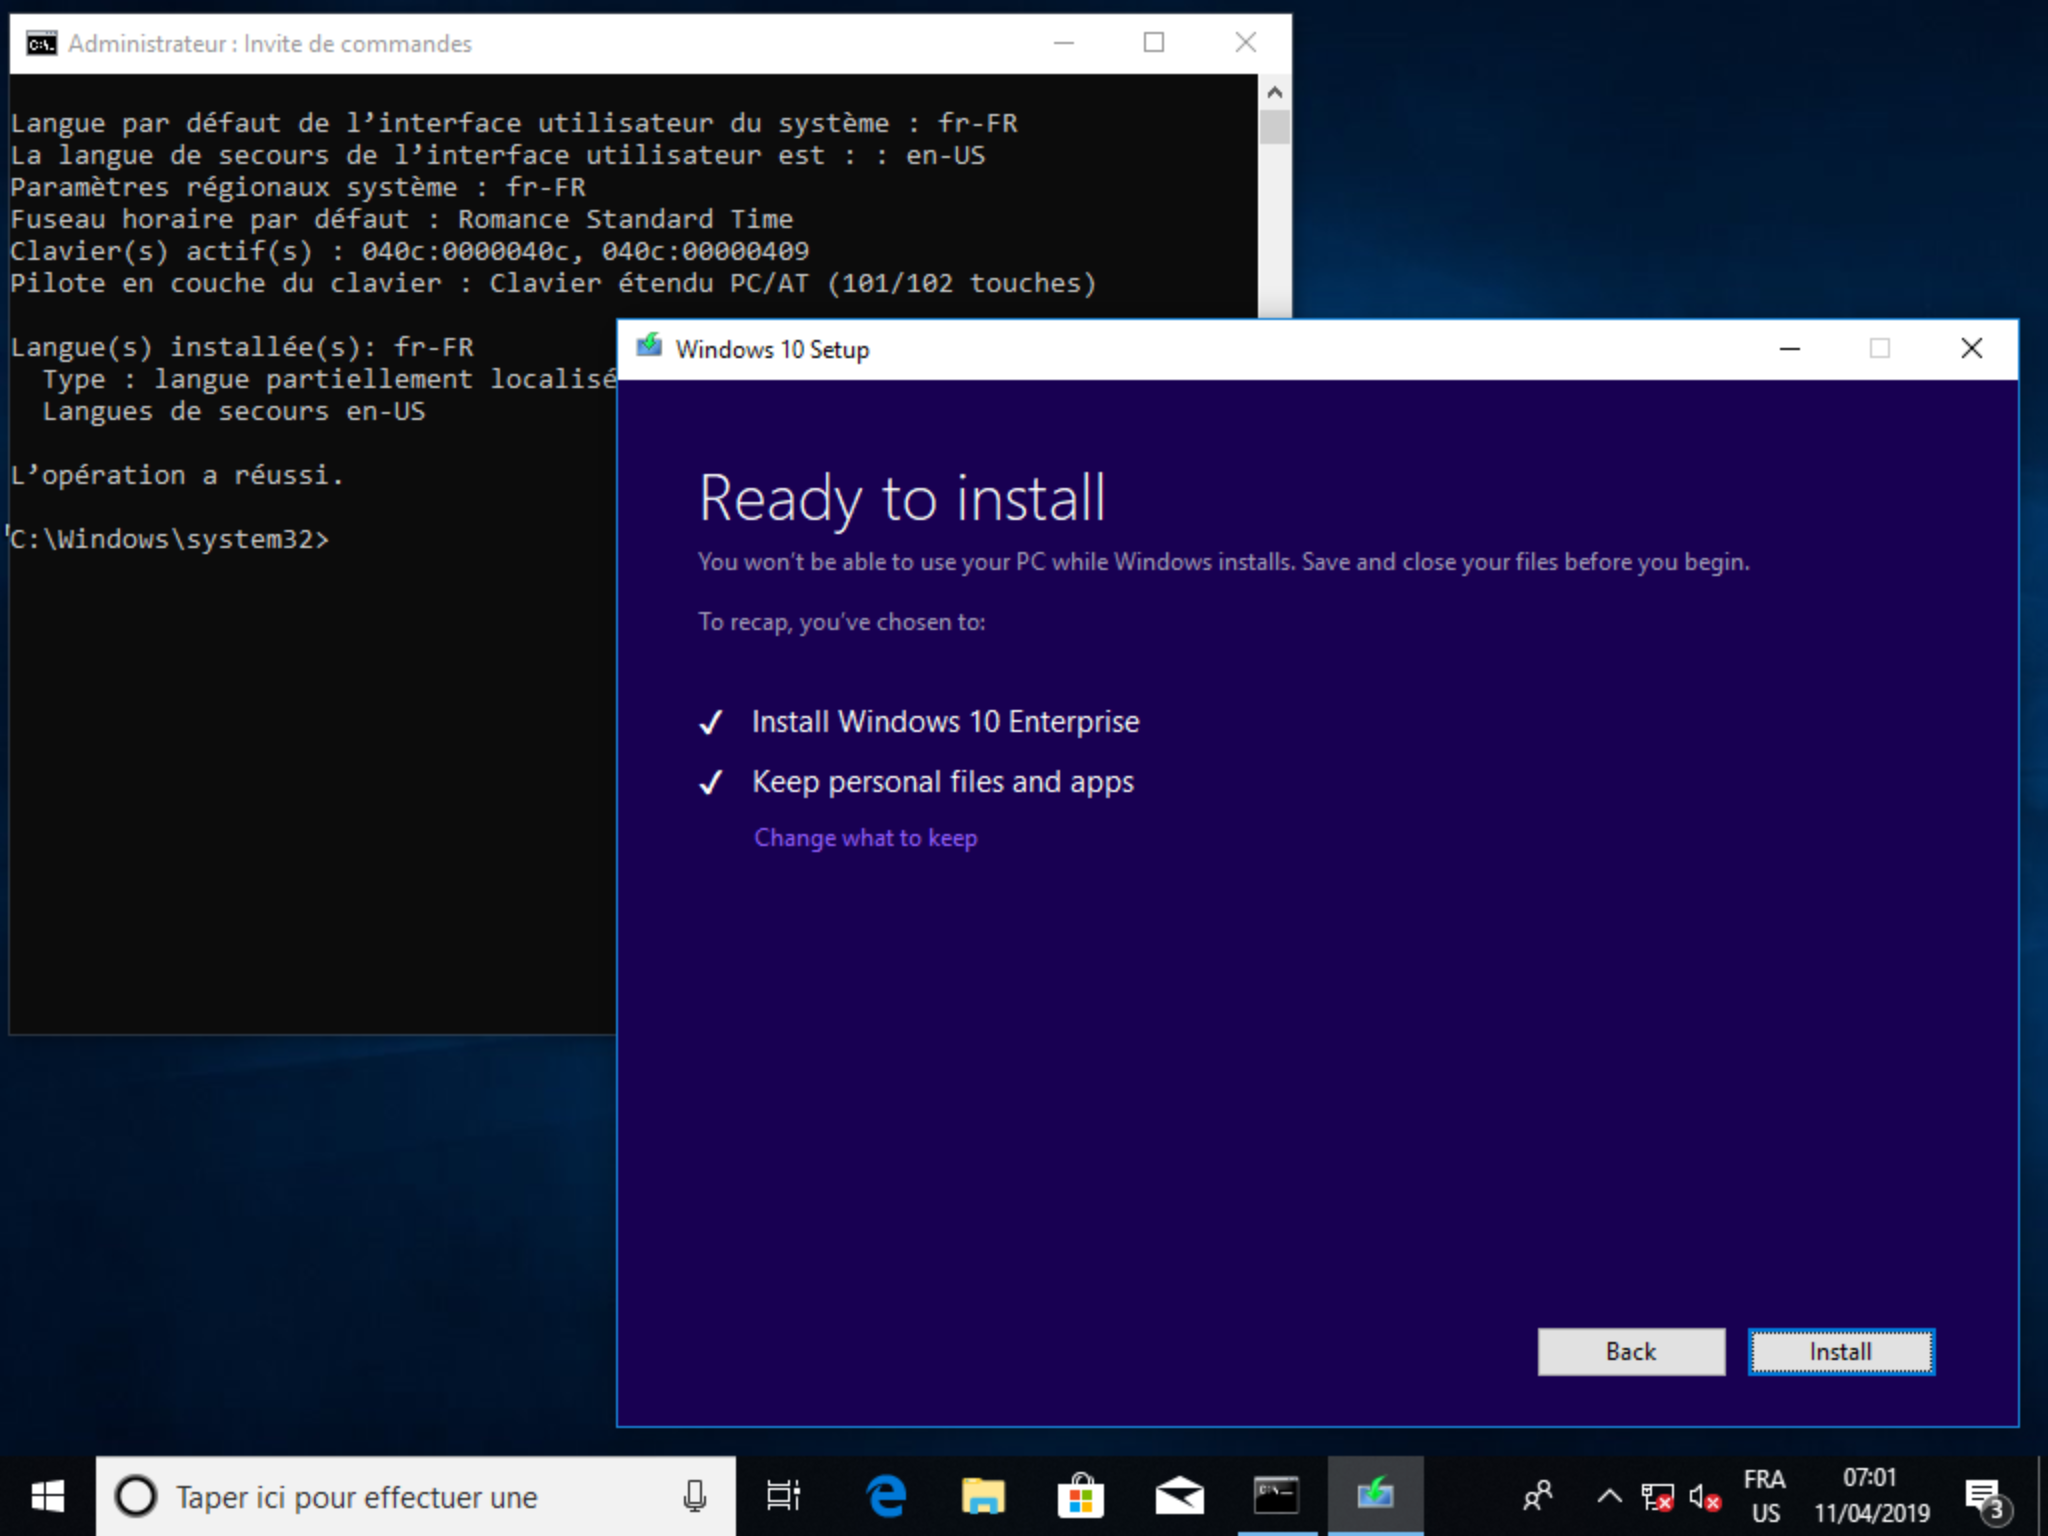 Administrateur : Invite de commandes
Langue par défaut de l’interface utilisateur du système : fr-FR
La langue de secours de l’interface utilisateur est : : en-US
Paramètres régionaux système : fr-FR
Fuseau horaire par défaut : Romance Standard Time
Clavier(s) actif(s) : 040c:0000040c, 040c:00000409
Pilote en couche du clavier : Clavier étendu PC/AT (101/102 touches)
Langue(s) installée(s): fr-FR
Type : langue partiellement localisé
Langues de secours en-US
L’opération a réussi.
C:\Windows\system32>
Windows 10 Setup
Ready to install
You won’t be able to use your PC while Windows installs. Save and close your files before you begin.
To recap, you’ve chosen to:
Install Windows 10 Enterprise
Keep personal files and apps
Change what to keep
Back
Install
Taper ici pour effectuer une
FRA
US
07:01
11/04/2019
3